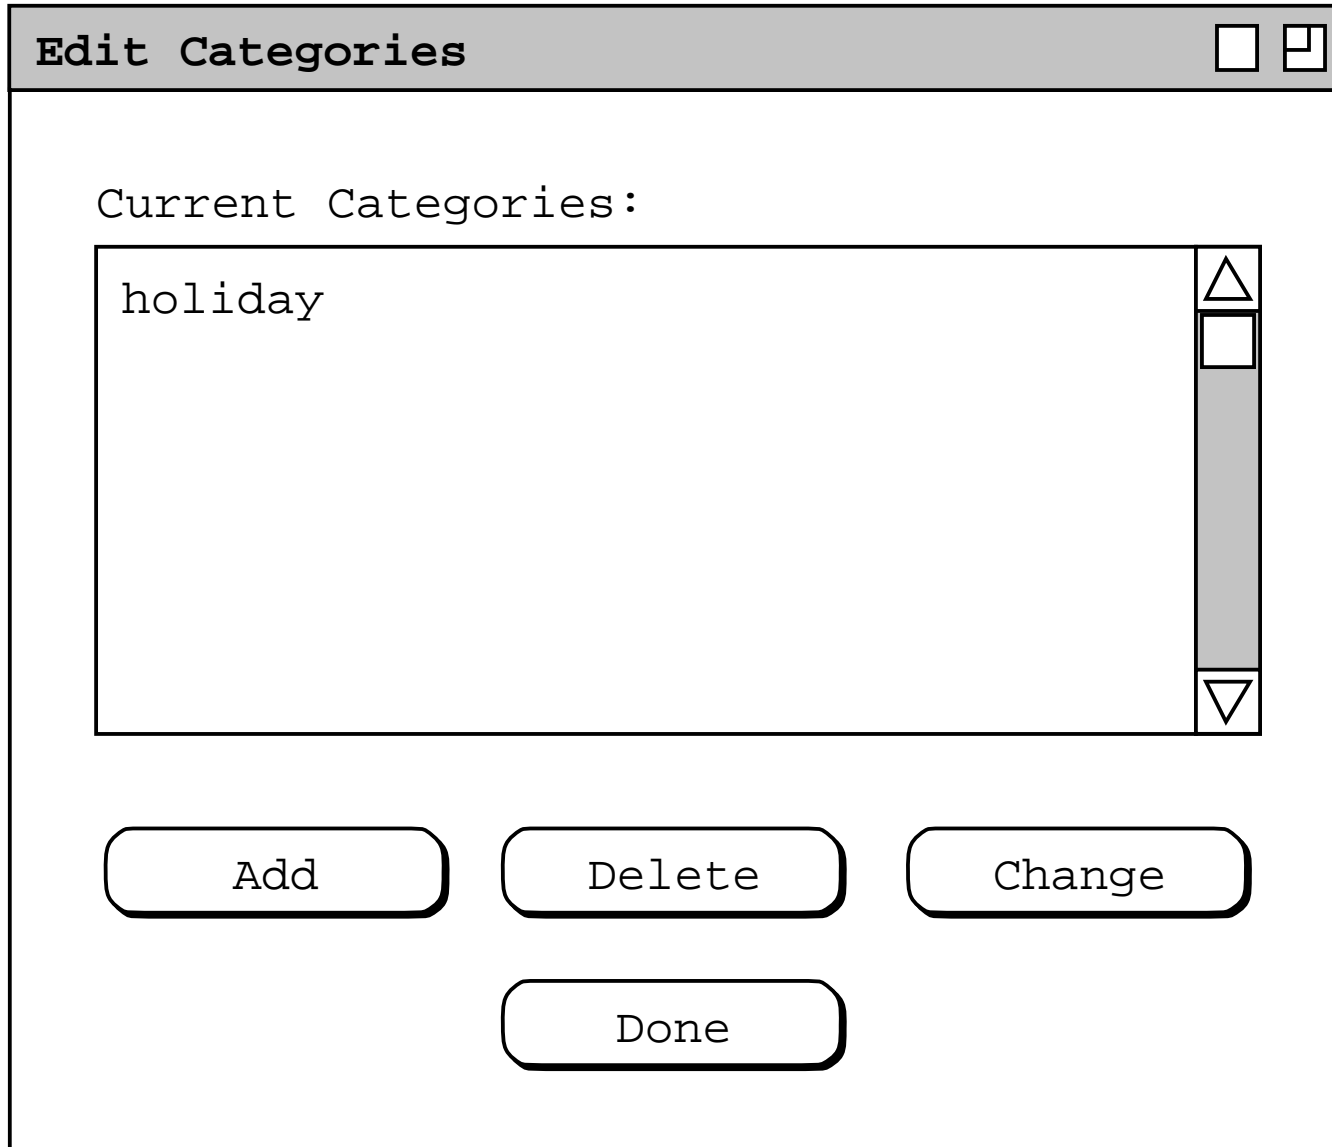 Edit Categories
Current Categories:
holiday
Add Delete Change
Done